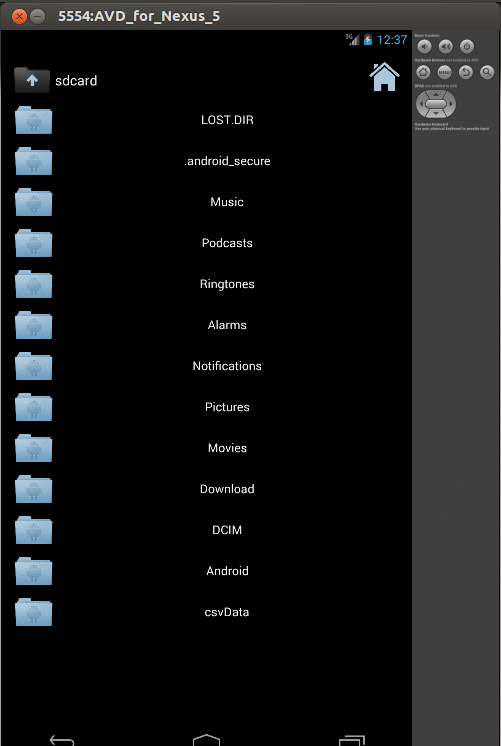 5554:AVD_for_Nexus_5
3G 12:37
sdcard
LOST.DIR
.android_secure
Music
Podcasts
Ringtones
Alarms
Notifications
Pictures
Movies
Download
DCIM
Android
csvData
Basic Controls
Hardware Buttons not enabled in AVD
MENU
DPAD not enabled in AVD
Hardware Keyboard
Use your physical keyboard to provide input